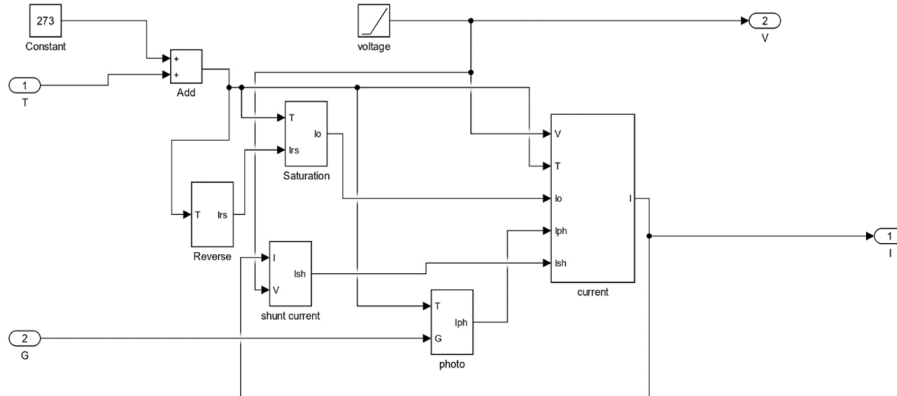 273
Constant
1
T
+
+
Add
voltage
2
V
T
Irs
Io
Saturation
T
Irs
Reverse
I
V
Ish
shunt current
T
G
Iph
photo
V
T
Io
Iph
Ish
I
current
1
I
2
G